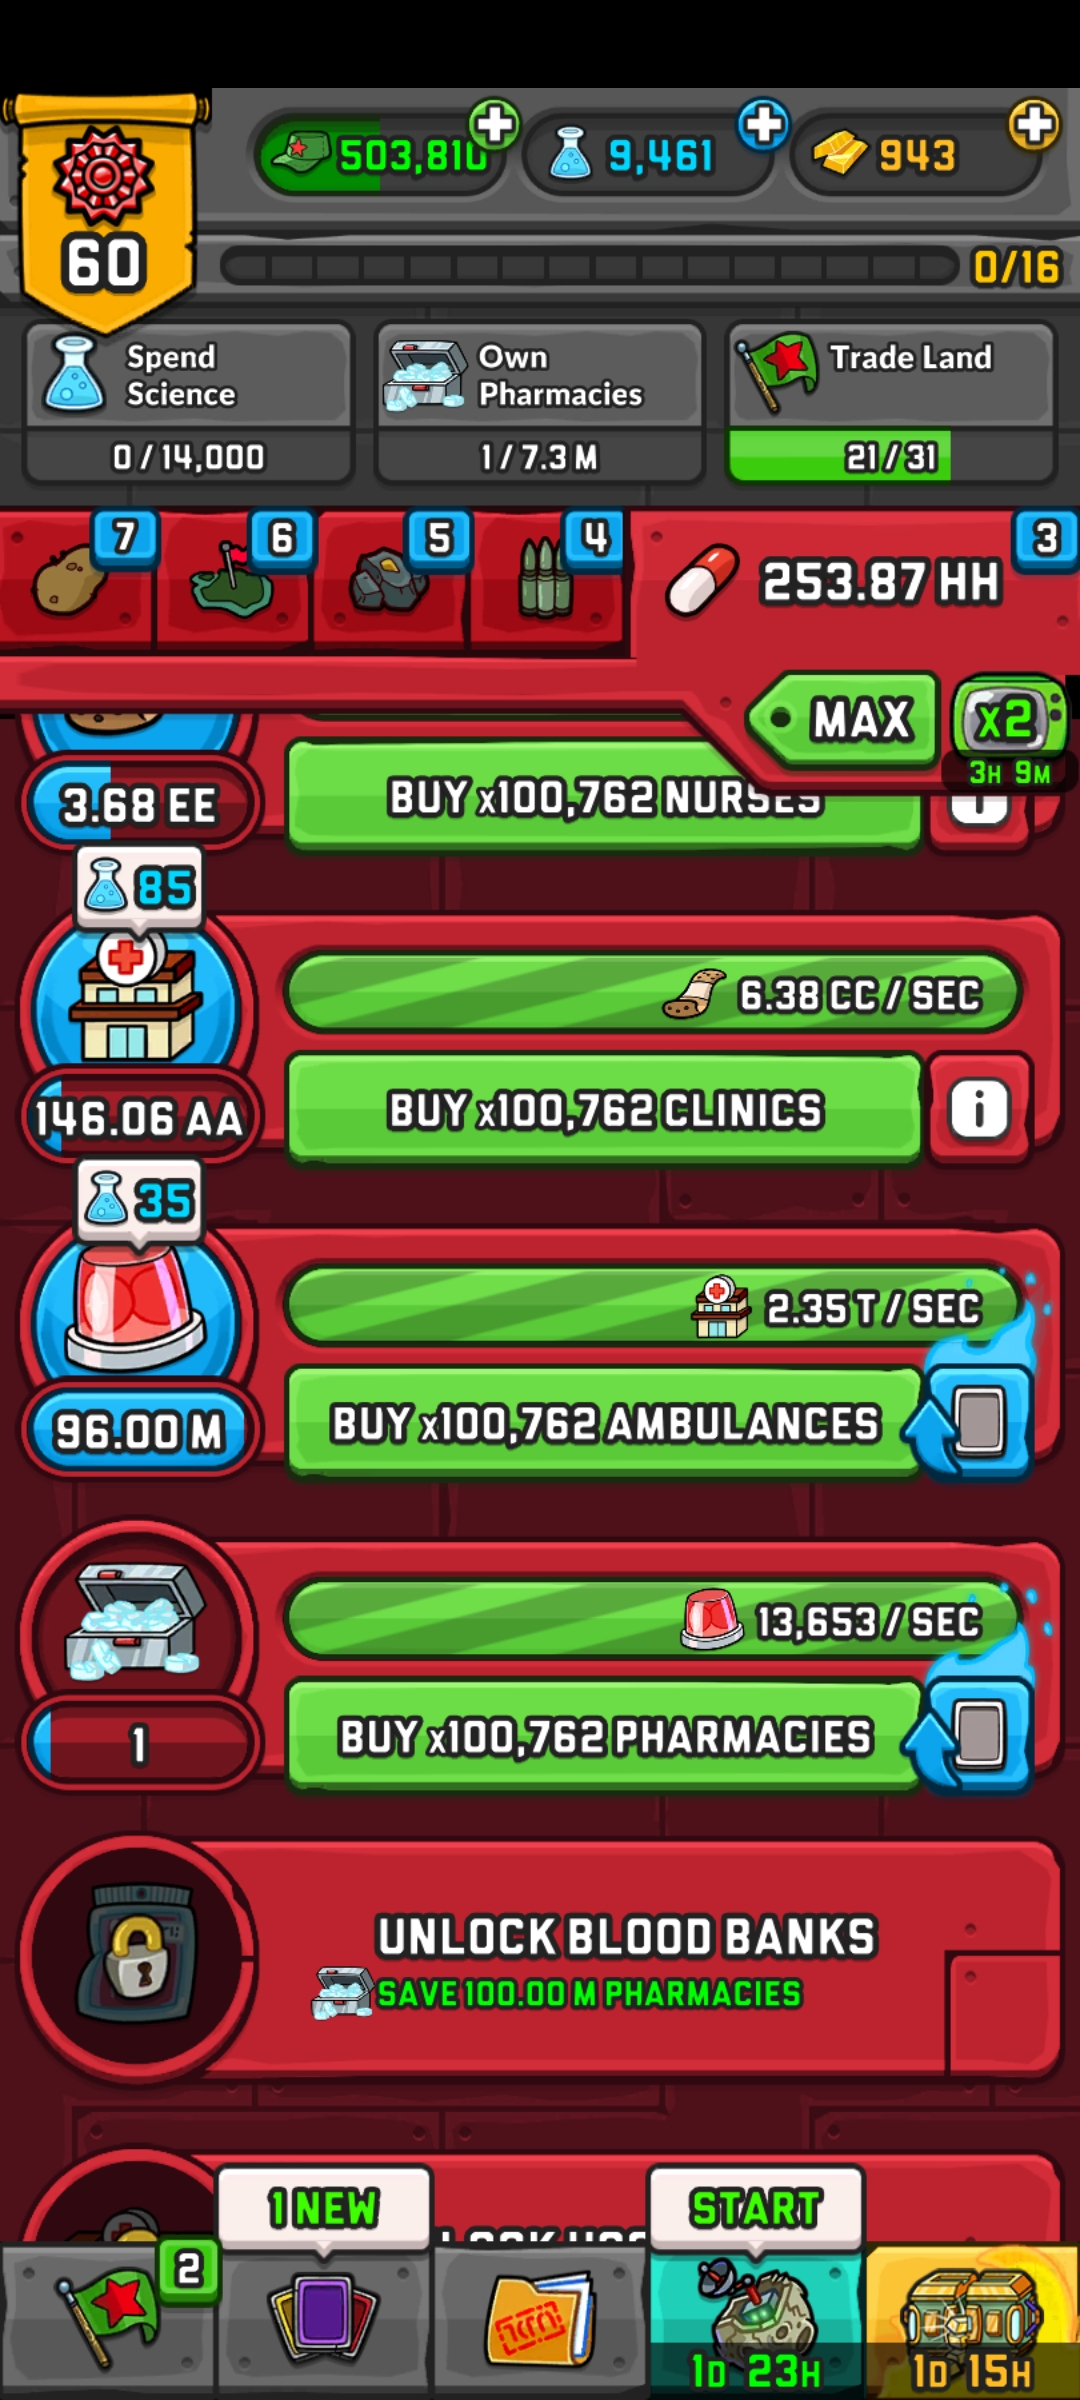 503,810
9,461
943
60
0/16
Spend
Science
0/14,000
Own
Pharmacies
1/7.3 M
Trade Land
21/31
7
6
5
4
3
253.87 HH
MAX
x2
3H 9M
3.68 EE
BUY x100,762 NURSES
85
6.38 CC/SEC
146.06 AA
BUY x100,762 CLINICS
i
35
2.35 T/SEC
96.00 M
BUY x100,762 AMBULANCES
13,653/SEC
1
BUY x100,762 PHARMACIES
UNLOCK BLOOD BANKS
SAVE 100.00 M PHARMACIES
1 NEW
START
2
1D 23H
1D 15H